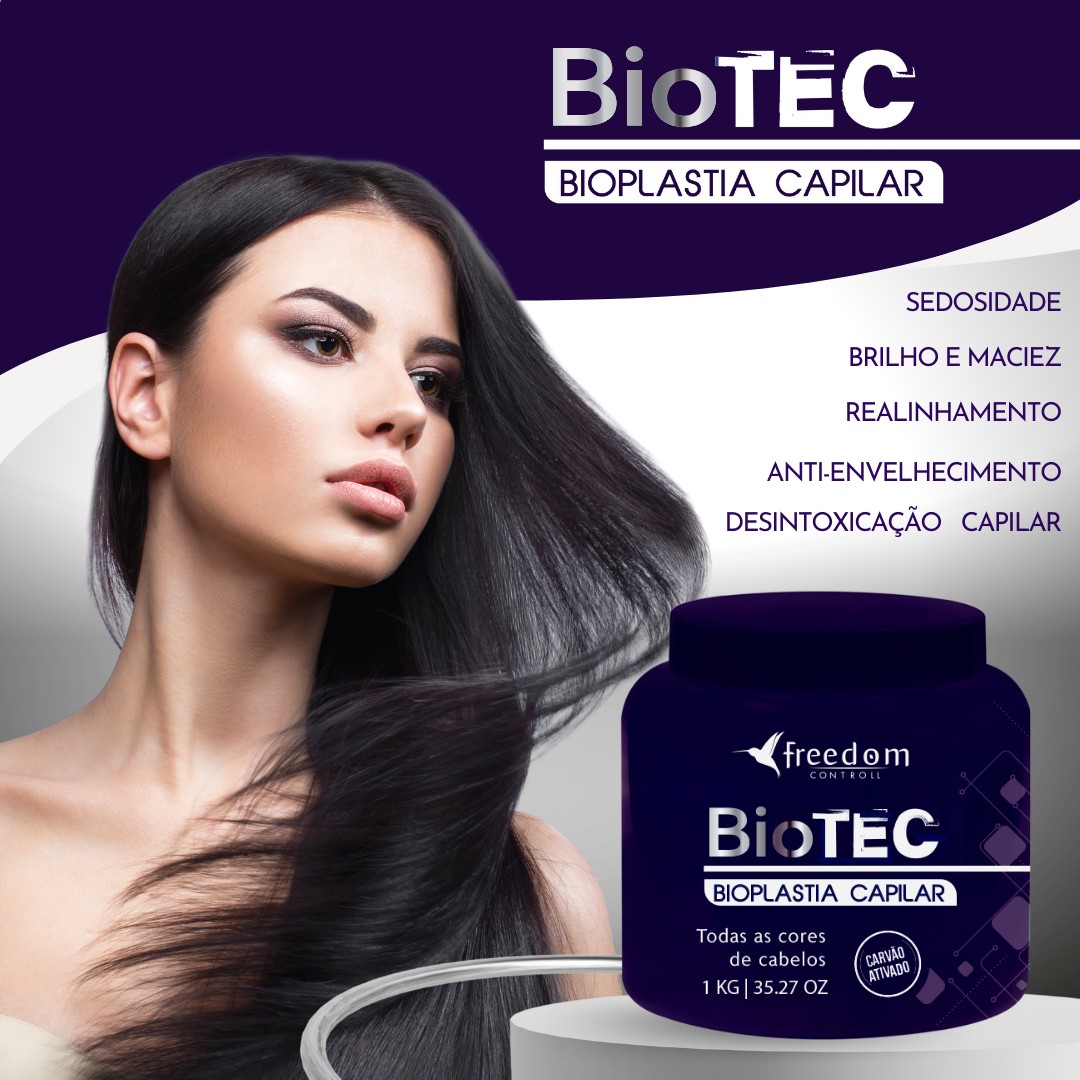 BioTEC
BIOPLASTIA CAPILAR
SEDOSIDADE
BRILHO E MACIEZ
REALINHAMENTO
ANTI-ENVELHECIMENTO
DESINTOXICAÇÃO CAPILAR
freedom
CONTROLL
BioTEC
BIOPLASTIA CAPILAR
Todas as cores
de cabelos
1 KG | 35.27 OZ
CARVÃO
ATIVADO